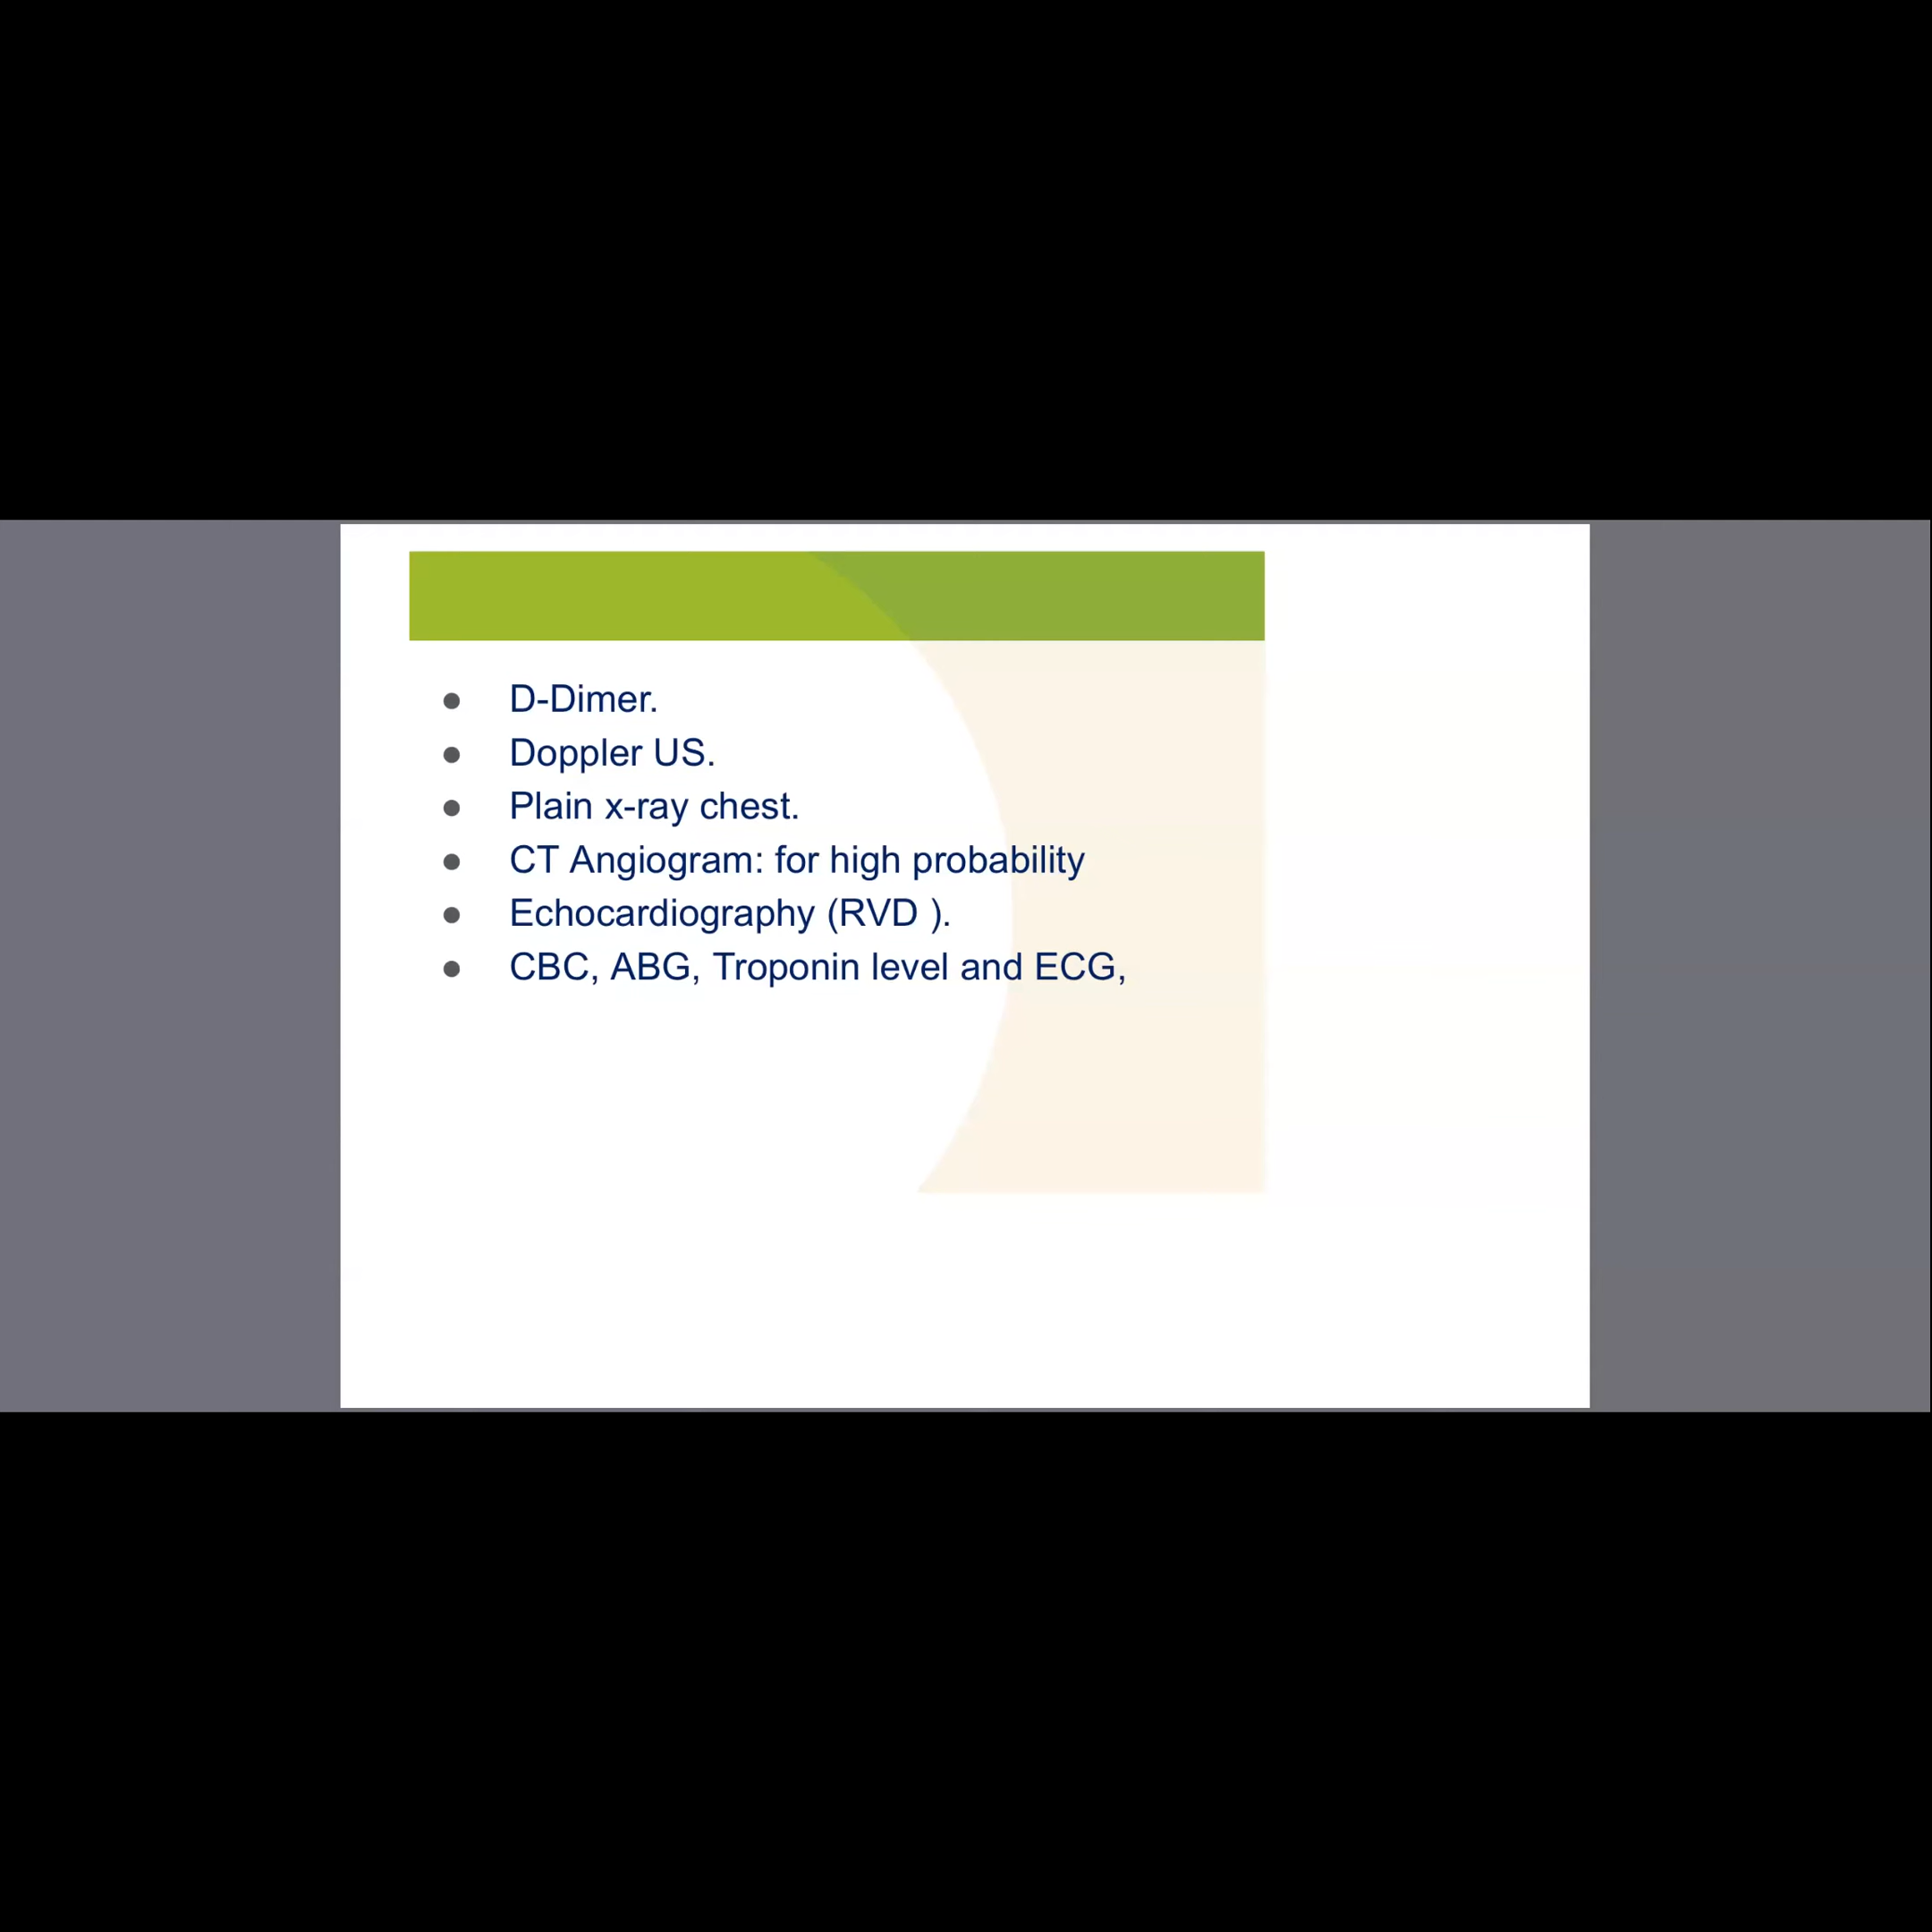 D-Dimer.
Doppler US.
Plain x-ray chest.
CT Angiogram: for high probability
Echocardiography (RVD ).
CBC, ABG, Troponin level and ECG,